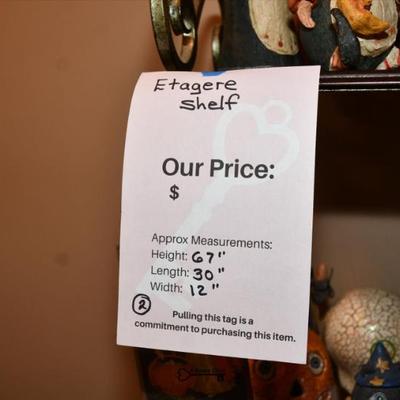 Etagere
Shelf
Our Price:
$
Approx Measurements:
Height: 67"
Length: 30"
Width: 12"
2
Pulling this tag is a
commitment to purchasing this item.